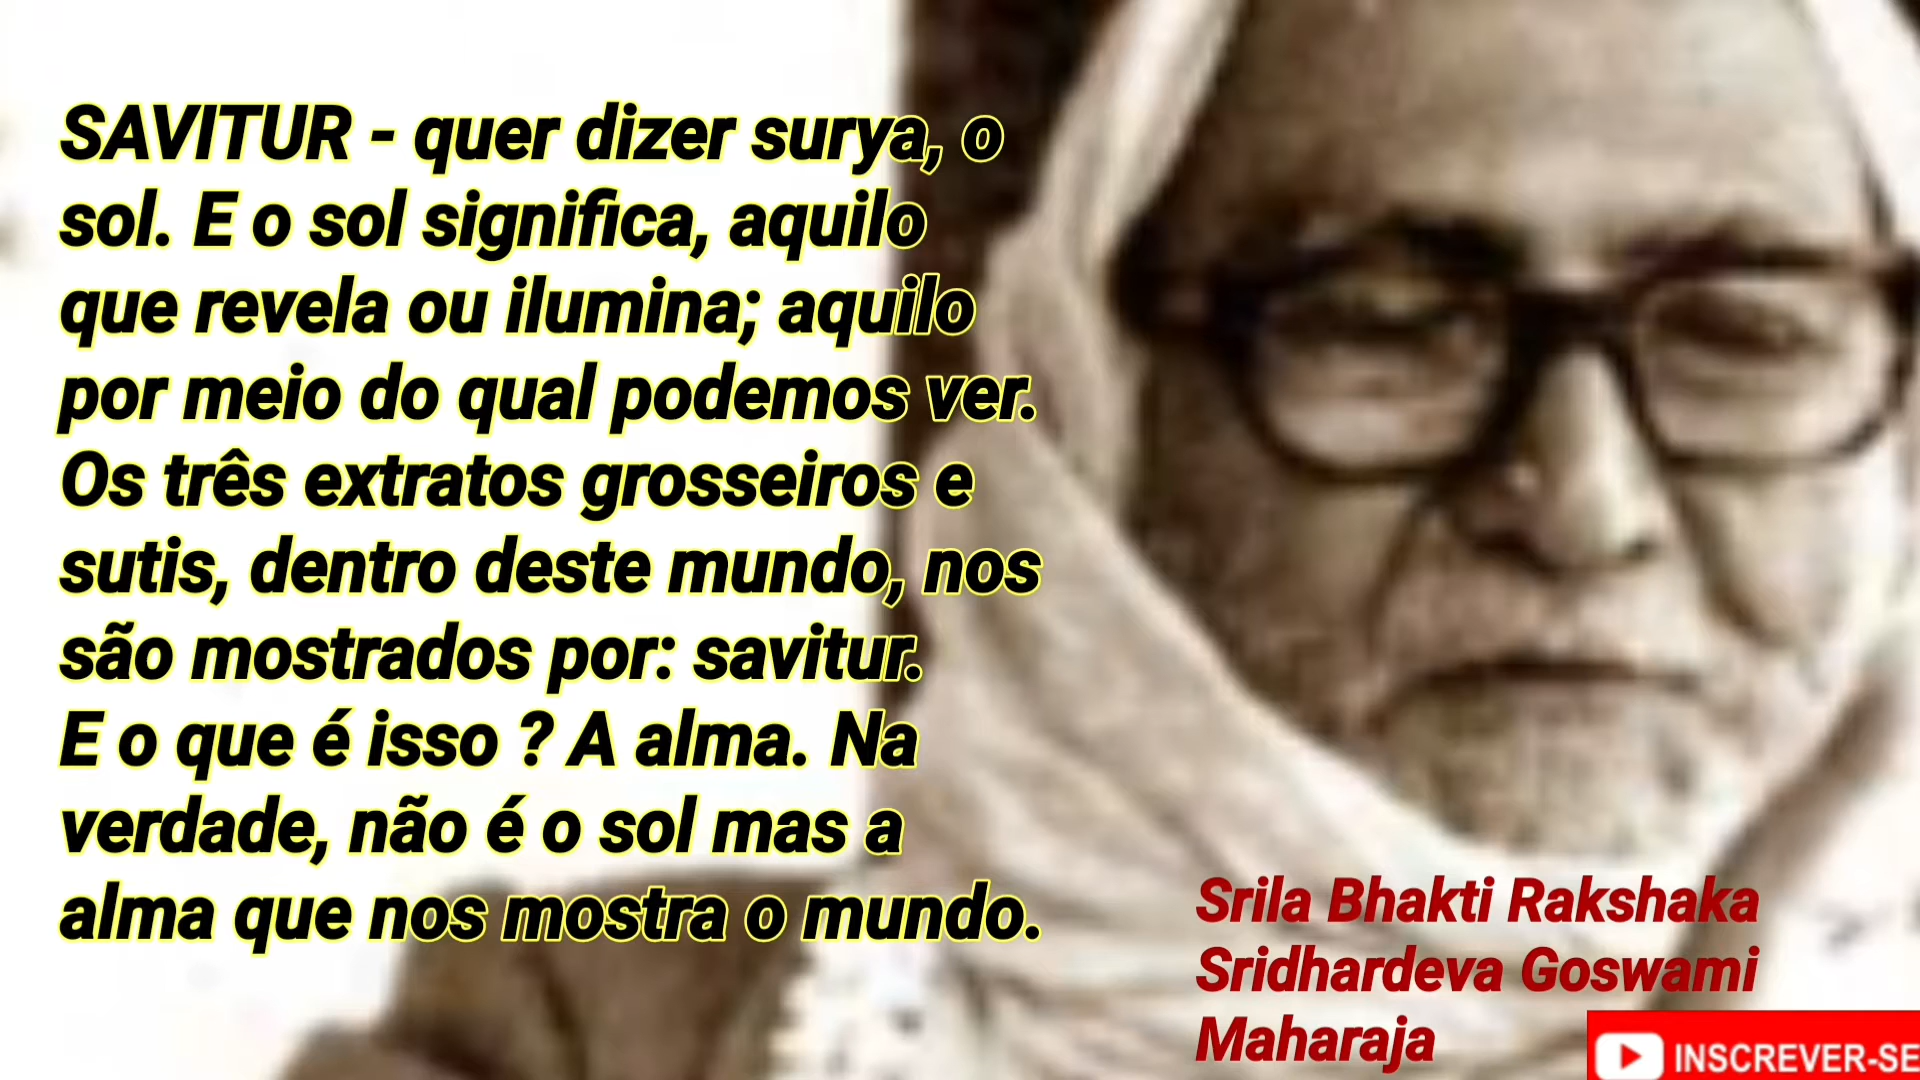 SAVITUR - quer dizer surya, o
sol. E o sol significa, aquilo
que revela ou ilumina; aquilo
por meio do qual podemos ver.
Os três extratos grosseiros e
sutis, dentro deste mundo, nos
são mostrados por: savitur.
E o que é isso ? A alma. Na
verdade, não é o sol mas a
alma que nos mostra o mundo.
Srila Bhakti Rakshaka
Sridhardeva Goswami
Maharaja
INSCREVER-SE